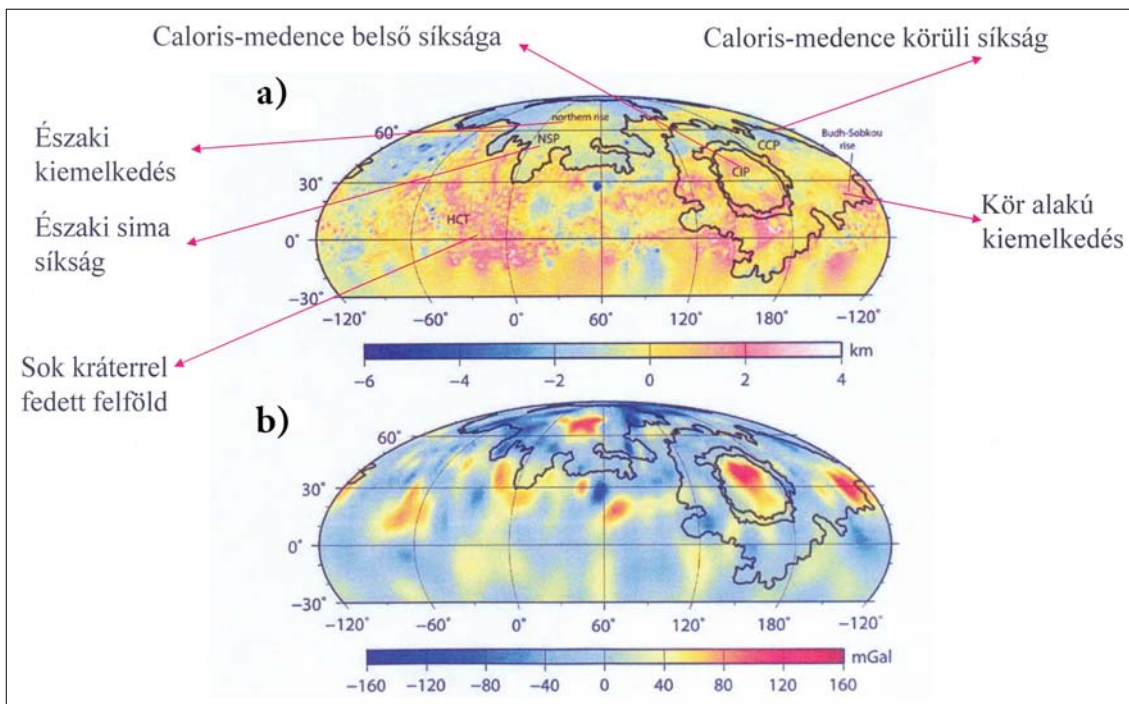 Caloris-medence belső síksága
Caloris-medence körüli síkság
a)
Északi
kiemelkedés
Északi sima
síkság
Sok kráterrel
fedett felföld
Kör alakú
kiemelkedés
northern rise
NSP
CCP
CIP
Budh-Sobkou
rise
HCT
60°
30°
0°
−30°
−120° −60° 0° 60° 120° 180° −120°
km
−6 −4 −2 0 2 4
b)
60°
30°
0°
−30°
−120° −60° 0° 60° 120° 180° −120°
mGal
−160 −120 −80 −40 0 40 80 120 160